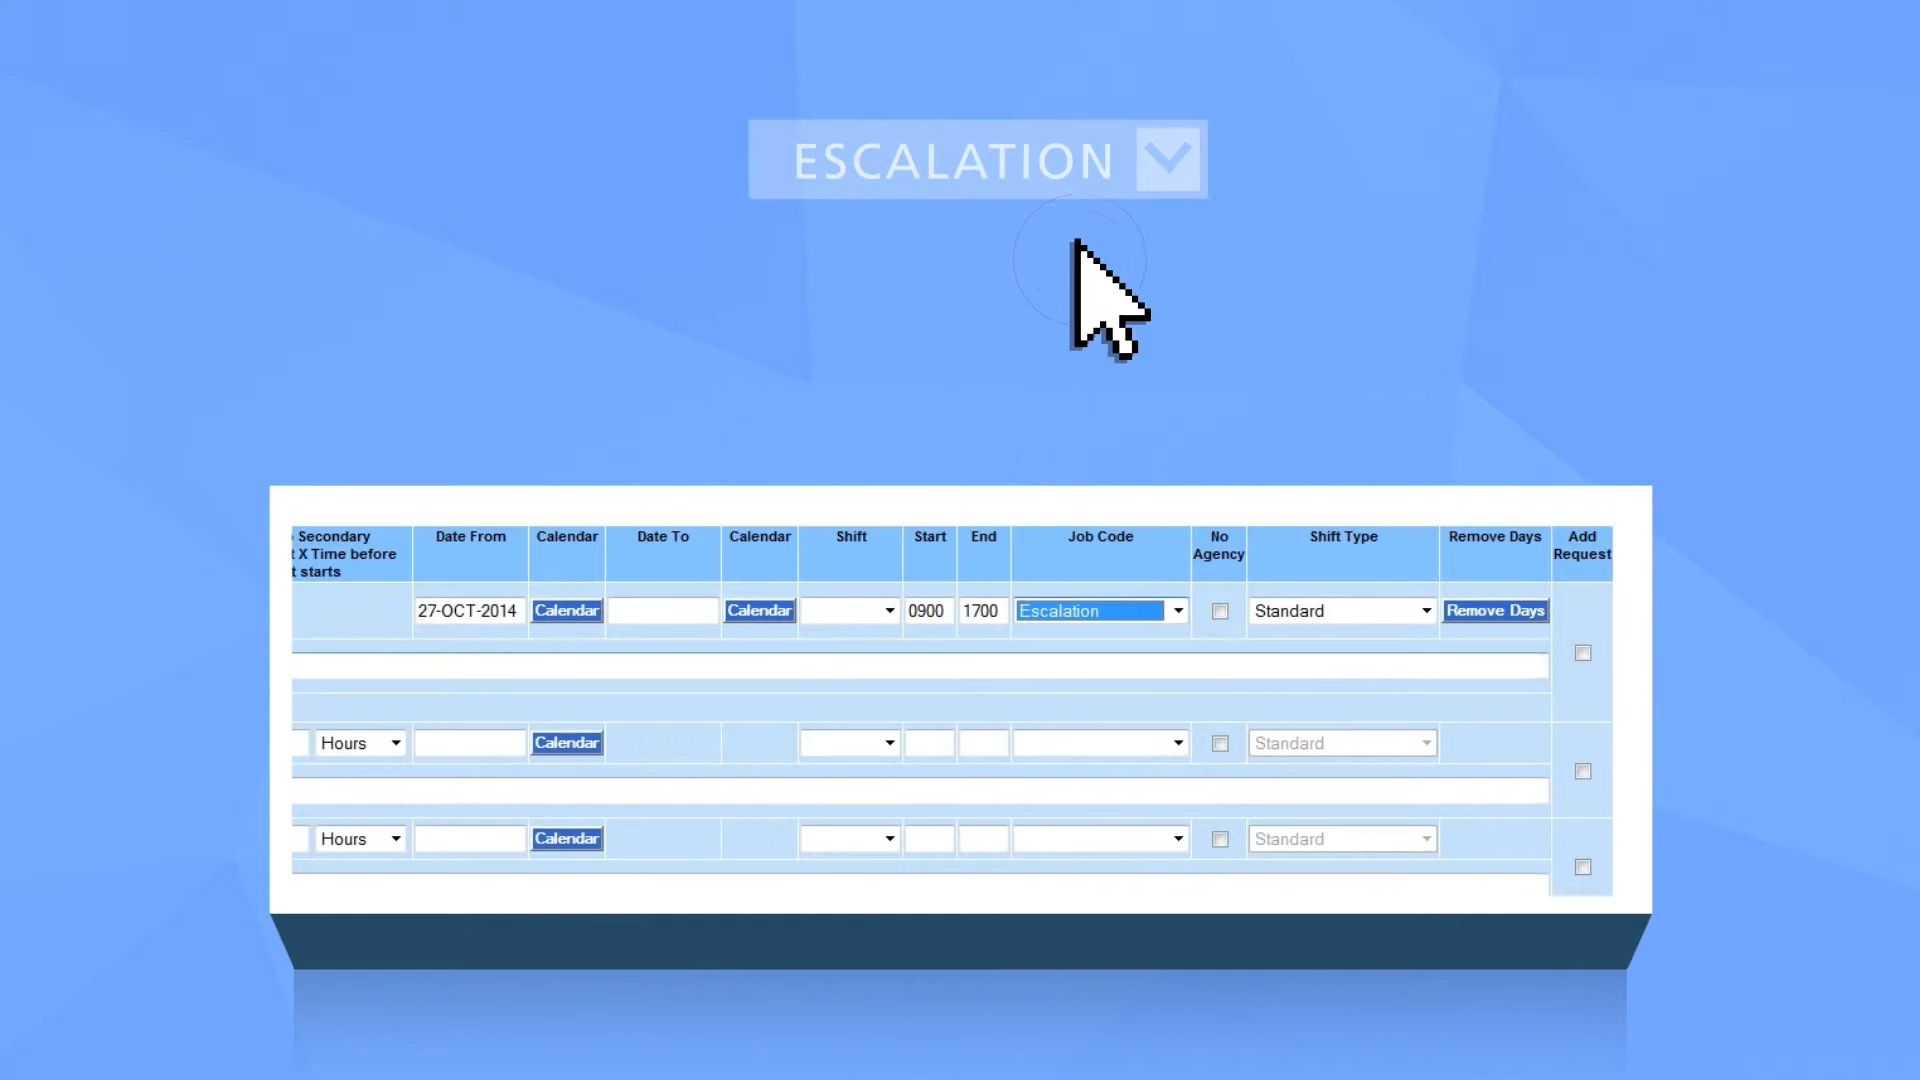 ESCALATION
Secondary Date From Calendar Date To Calendar Shift Start End Job Code No Shift Type Remove Days Add
X Time before Agency Request
t starts
27-OCT-2014 Calendar Calendar 0900 1700 Escalation Standard Remove Days
Hours Calendar Standard
Hours Calendar Standard